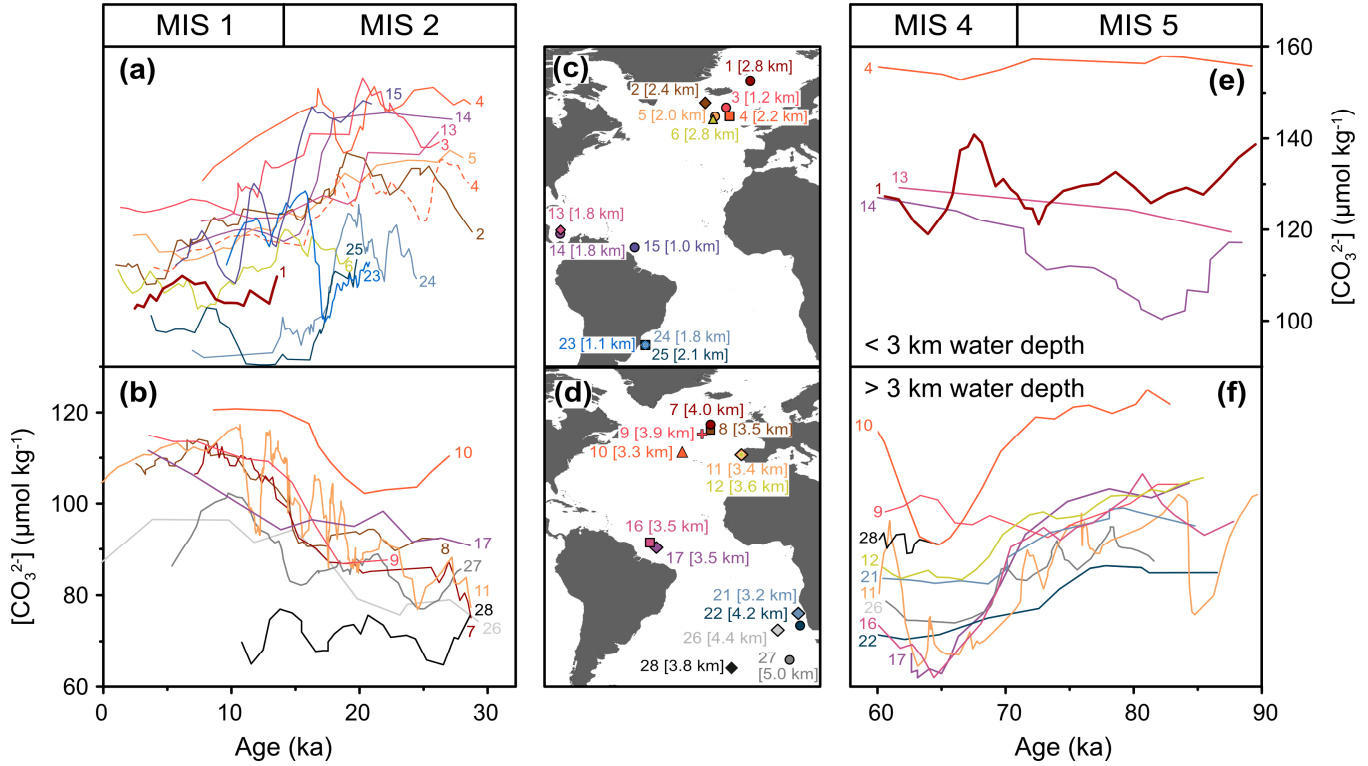 MIS 1 MIS 2
MIS 4 MIS 5
(a)
15
4
14
13
3
5
4
2
25
6
23
24
1
(c)
1 [2.8 km]
2 [2.4 km]
3 [1.2 km]
5 [2.0 km]
4 [2.2 km]
6 [2.8 km]
13 [1.8 km]
14 [1.8 km]
15 [1.0 km]
24 [1.8 km]
23 [1.1 km]
25 [2.1 km]
(e)
4
13
1
14
< 3 km water depth
160
140
120
100
[CO₃²⁻] (µmol kg⁻¹)
(b)
10
17
8
9
27
11
28
7
26
120
100
80
60
[CO₃²⁻] (µmol kg⁻¹)
0 10 20 30
Age (ka)
(d)
7 [4.0 km]
9 [3.9 km]
8 [3.5 km]
10 [3.3 km]
11 [3.4 km]
12 [3.6 km]
16 [3.5 km]
17 [3.5 km]
21 [3.2 km]
22 [4.2 km]
26 [4.4 km]
27
[5.0 km]
28 [3.8 km]
> 3 km water depth
(f)
10
9
28
12
21
11
26
16
22
17
60 70 80 90
Age (ka)